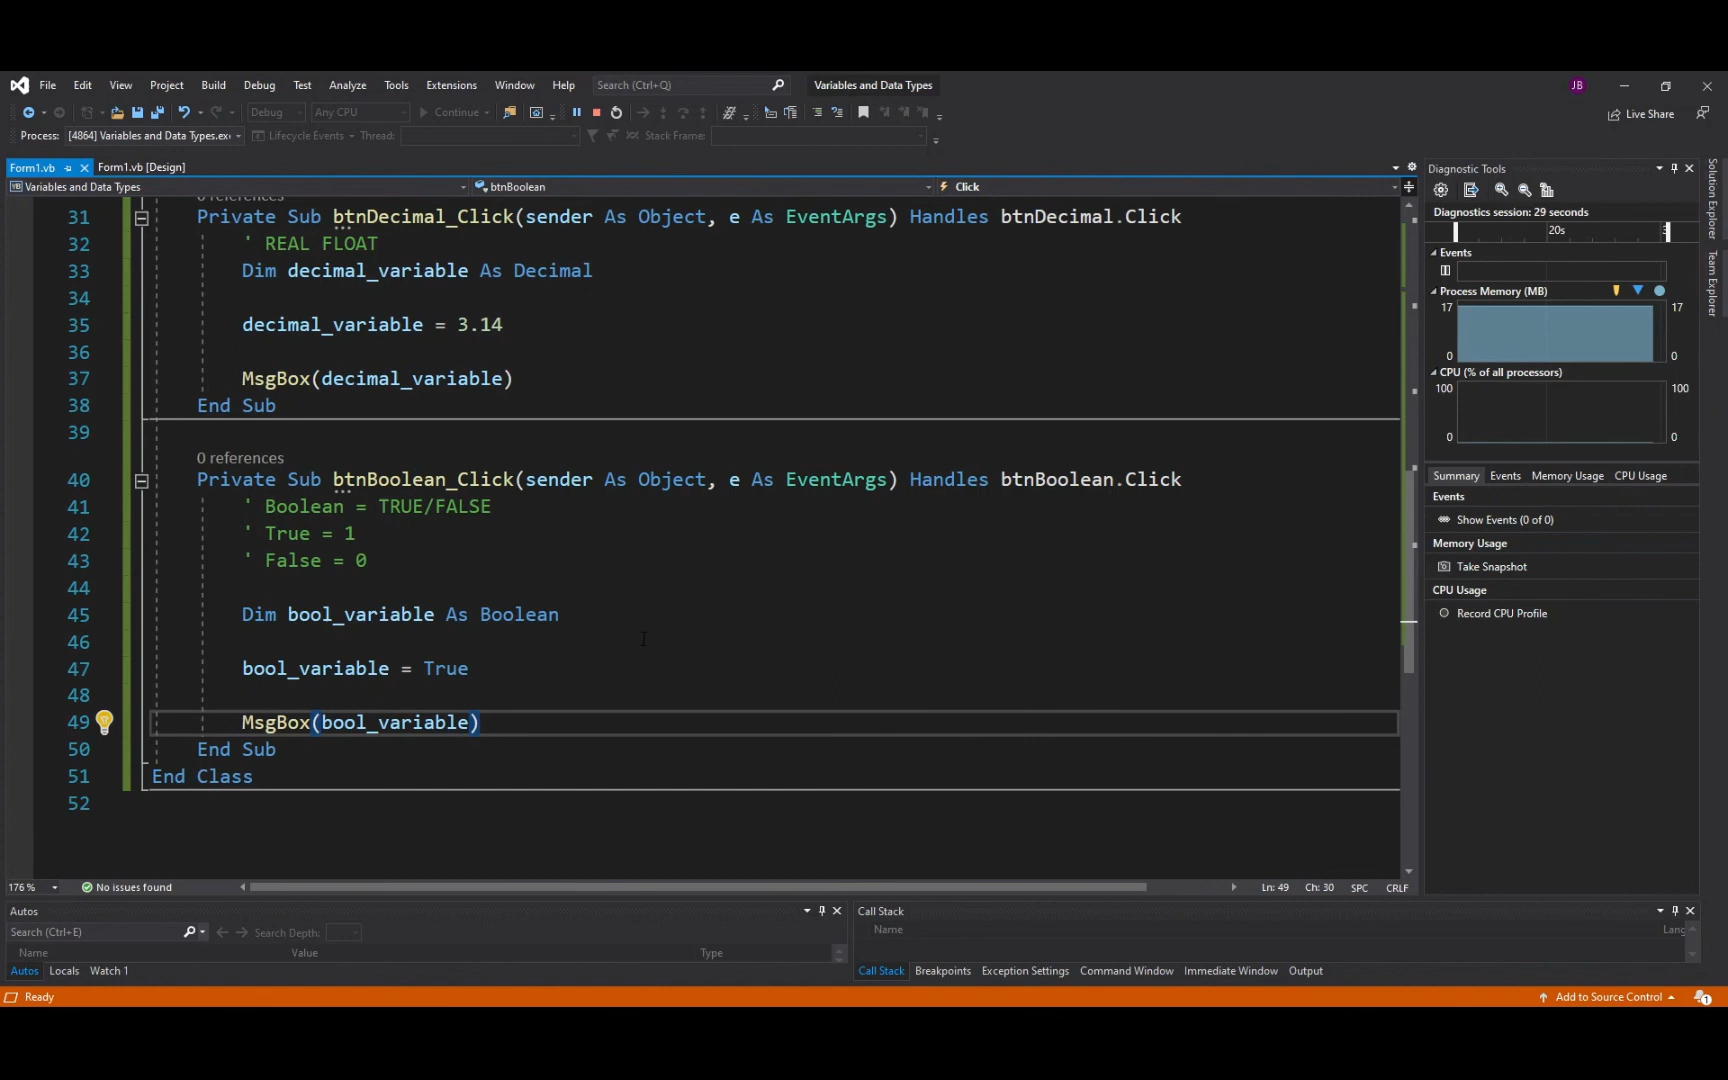 File Edit View Project Build Debug Test Analyze Tools Extensions Window Help Search (Ctrl+Q) Variables and Data Types JB
Debug Any CPU Continue Live Share
Process: [4864] Variables and Data Types.exe Lifecycle Events Thread: Stack Frame:
Form1.vb Form1.vb [Design]
Variables and Data Types btnBoolean Click
0 references
31 Private Sub btnDecimal_Click(sender As Object, e As EventArgs) Handles btnDecimal.Click
32 ' REAL FLOAT
33 Dim decimal_variable As Decimal
34
35 decimal_variable = 3.14
36
37 MsgBox(decimal_variable)
38 End Sub
39
0 references
40 Private Sub btnBoolean_Click(sender As Object, e As EventArgs) Handles btnBoolean.Click
41 ' Boolean = TRUE/FALSE
42 ' True = 1
43 ' False = 0
44
45 Dim bool_variable As Boolean
46
47 bool_variable = True
48
49 MsgBox(bool_variable)
50 End Sub
51 End Class
52
176 % No issues found Ln: 49 Ch: 30 SPC CRLF
Diagnostic Tools
Diagnostics session: 29 seconds
20s
Events
Process Memory (MB)
17 17
0 0
CPU (% of all processors)
100 100
0 0
Summary Events Memory Usage CPU Usage
Events
Show Events (0 of 0)
Memory Usage
Take Snapshot
CPU Usage
Record CPU Profile
Solution Explorer
Team Explorer
Autos
Search (Ctrl+E) Search Depth:
Name Value Type
Autos Locals Watch 1
Call Stack
Name Lang
Call Stack Breakpoints Exception Settings Command Window Immediate Window Output
Ready Add to Source Control 1